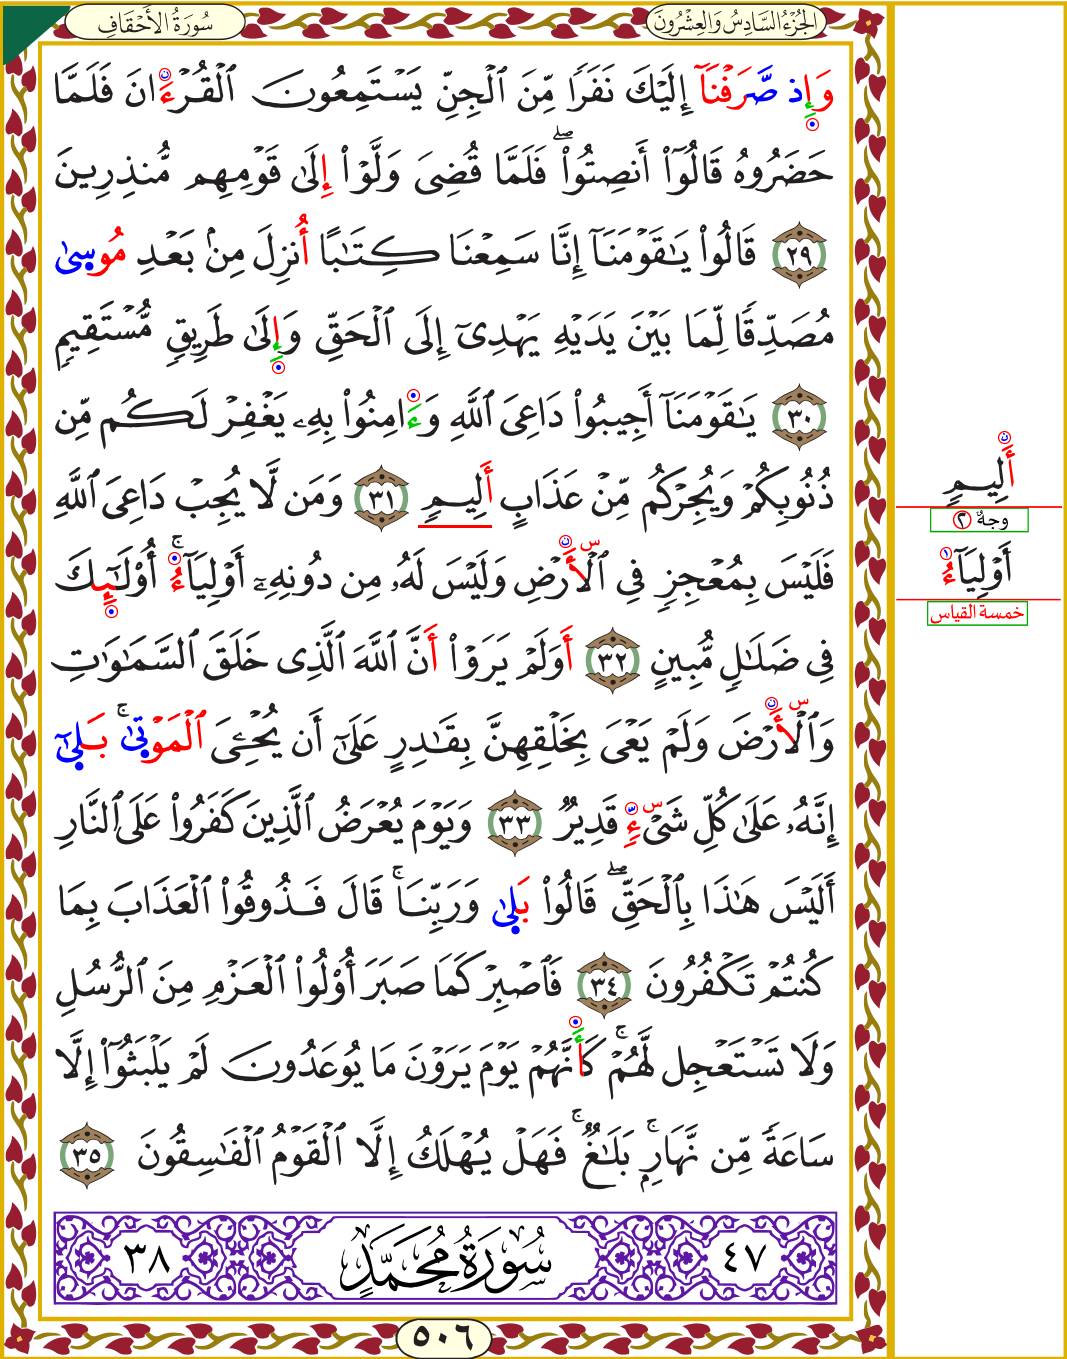 سُورَةُ الأَحْقَافِ
الجُزْءُ السَّادِسُ وَالعِشْرُونَ
وَإِذ صَّرَفْنَآ إِلَيْكَ نَفَرًا مِّنَ ٱلْجِنِّ يَسْتَمِعُونَ ٱلْقُرْءَانَ فَلَمَّا
حَضَرُوهُ قَالُوٓا۟ أَنصِتُوا۟ ۖ فَلَمَّا قُضِىَ وَلَّوْا۟ إِلَىٰ قَوْمِهِم مُّنذِرِينَ
٢٩ قَالُوا۟ يَـٰقَوْمَنَآ إِنَّا سَمِعْنَا كِتَـٰبًا أُنزِلَ مِنۢ بَعْدِ مُوسَىٰ
مُصَدِّقًا لِّمَا بَيْنَ يَدَيْهِ يَهْدِىٓ إِلَى ٱلْحَقِّ وَإِلَىٰ طَرِيقٍ مُّسْتَقِيمٍ
٣٠ يَـٰقَوْمَنَآ أَجِيبُوا۟ دَاعِىَ ٱللَّهِ وَءَامِنُوا۟ بِهِۦ يَغْفِرْ لَكُم مِّن
ذُنُوبِكُمْ وَيُجِرْكُم مِّنْ عَذَابٍ أَلِيمٍ ٣١ وَمَن لَّا يُجِبْ دَاعِىَ ٱللَّهِ
فَلَيْسَ بِمُعْجِزٍ فِى ٱلْأَرْضِ وَلَيْسَ لَهُۥ مِن دُونِهِۦٓ أَوْلِيَآءُ ۚ أُو۟لَـٰٓئِكَ
فِى ضَلَـٰلٍ مُّبِينٍ ٣٢ أَوَلَمْ يَرَوْا۟ أَنَّ ٱللَّهَ ٱلَّذِى خَلَقَ ٱلسَّمَـٰوَٰتِ
وَٱلْأَرْضَ وَلَمْ يَعْىَ بِخَلْقِهِنَّ بِقَـٰدِرٍ عَلَىٰٓ أَن يُحْـِۧىَ ٱلْمَوْتَىٰ ۚ بَلَىٰٓ
إِنَّهُۥ عَلَىٰ كُلِّ شَىْءٍ قَدِيرٌ ٣٣ وَيَوْمَ يُعْرَضُ ٱلَّذِينَ كَفَرُوا۟ عَلَى ٱلنَّارِ
أَلَيْسَ هَـٰذَا بِٱلْحَقِّ ۖ قَالُوا۟ بَلَىٰ وَرَبِّنَا ۚ قَالَ فَذُوقُوا۟ ٱلْعَذَابَ بِمَا
كُنتُمْ تَكْفُرُونَ ٣٤ فَٱصْبِرْ كَمَا صَبَرَ أُو۟لُوا۟ ٱلْعَزْمِ مِنَ ٱلرُّسُلِ
وَلَا تَسْتَعْجِل لَّهُمْ ۚ كَأَنَّهُمْ يَوْمَ يَرَوْنَ مَا يُوعَدُونَ لَمْ يَلْبَثُوٓا۟ إِلَّا
سَاعَةً مِّن نَّهَارٍۭ ۚ بَلَـٰغٌ ۚ فَهَلْ يُهْلَكُ إِلَّا ٱلْقَوْمُ ٱلْفَـٰسِقُونَ ٣٥
٤٧ سُورَةُ مُحَمَّدٍ ٣٨
٥٠٦
أَلِيمٍ
وجهٌ ٢
أَوْلِيَآءُ
خمسة القياس